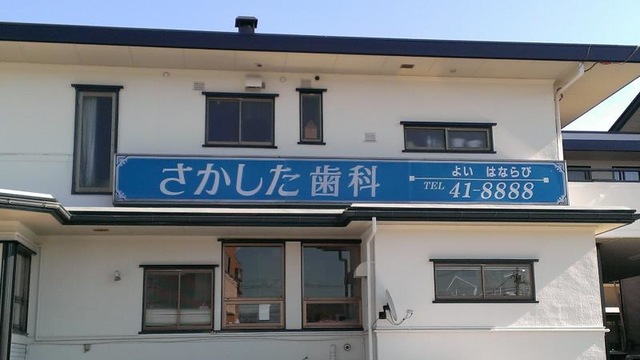 さかした歯科
よい はならび
TEL 41-8888